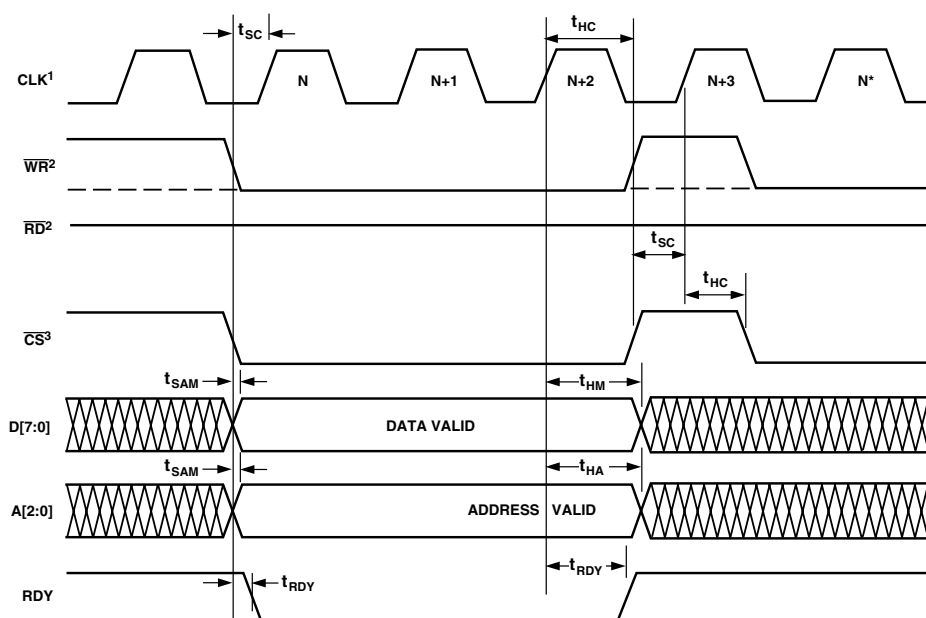 tSC
tHC
CLK¹
N
N+1
N+2
N+3
N*
WR²
RD²
tSC
tHC
CS³
tSAM
tHM
D[7:0]
DATA VALID
tSAM
tHA
A[2:0]
ADDRESS VALID
tRDY
tRDY
RDY